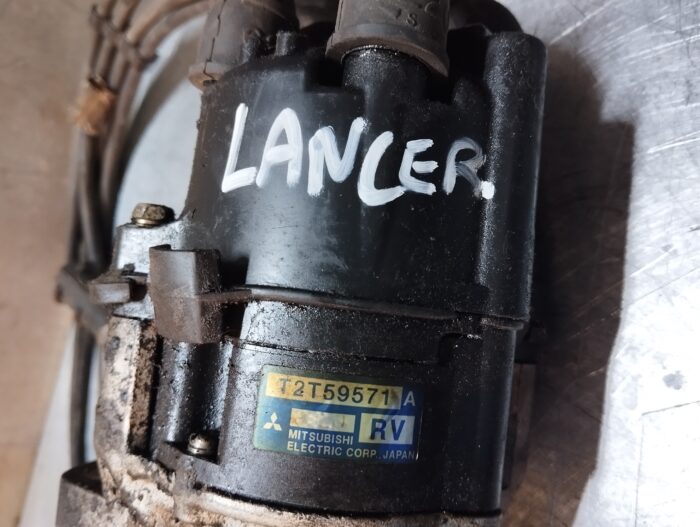 LANCER.
T2T59571 A
RV
MITSUBISHI
ELECTRIC CORP. JAPAN